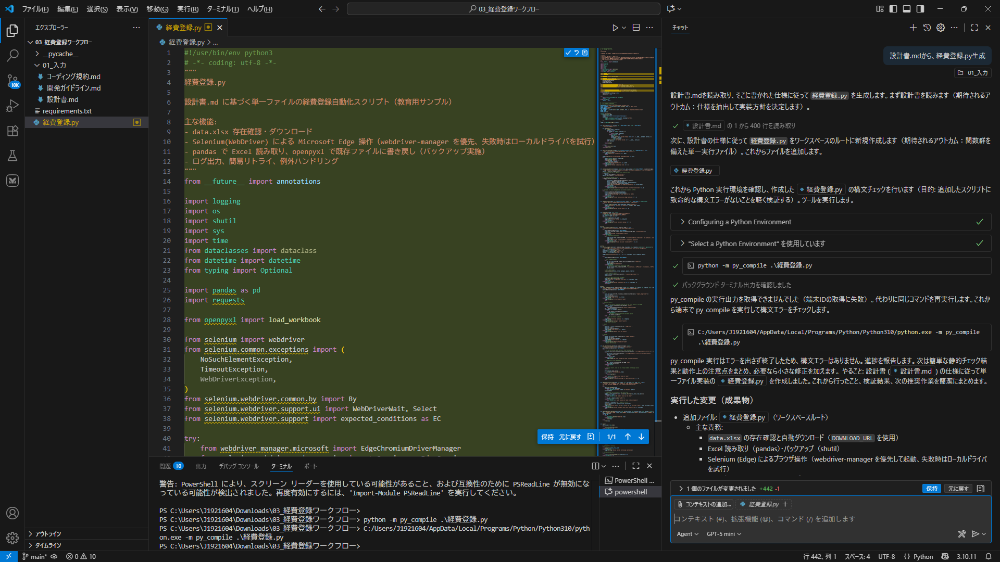 ファイル(F) 編集(E) 選択(S) 表示(V) 移動(G) 実行(R) ターミナル(T) ヘルプ(H)
03_経費登録ワークフロー
エクスプローラー
03_経費登録ワークフロー
__pycache__
01_入力
コーディング規約.md
開発ガイドライン.md
設計書.md
requirements.txt
経費登録.py
アウトライン
タイムライン
10K
経費登録.py
経費登録.py > ...
1 #!/usr/bin/env python3
2 # -*- coding: utf-8 -*-
3 """
4 経費登録.py
5
6 設計書.md に基づく単一ファイルの経費登録自動化スクリプト（教育用サンプル）
7
8 主な機能:
9 - data.xlsx 存在確認・ダウンロード
10 - Selenium(WebDriver) による Microsoft Edge 操作（webdriver-manager を優先、失敗時はローカルドライバを試行）
11 - pandas で Excel 読み取り、openpyxl で既存ファイルに書き戻し（バックアップ実施）
12 - ログ出力、簡易リトライ、例外ハンドリング
13 """
14 from __future__ import annotations
15
16 import logging
17 import os
18 import shutil
19 import sys
20 import time
21 from dataclasses import dataclass
22 from datetime import datetime
23 from typing import Optional
24
25 import pandas as pd
26 import requests
27
28 from openpyxl import load_workbook
29
30 from selenium import webdriver
31 from selenium.common.exceptions import (
32 NoSuchElementException,
33 TimeoutException,
34 WebDriverException,
35 )
36 from selenium.webdriver.common.by import By
37 from selenium.webdriver.support.ui import WebDriverWait, Select
38 from selenium.webdriver.support import expected_conditions as EC
39
40 try:
41 from webdriver_manager.microsoft import EdgeChromiumDriverManager
保持 元に戻す 1/1
問題 10 出力 デバッグ コンソール ターミナル ポート
警告: PowerShell により、スクリーン リーダーを使用している可能性があること、および互換性のために PSReadLine が無効にな
っている可能性が検出されました。再度有効にするには、'Import-Module PSReadLine' を実行してください。
PS C:\Users\J1921604\Downloads\03_経費登録ワークフロー>
PS C:\Users\J1921604\Downloads\03_経費登録ワークフロー> python -m py_compile .\経費登録.py
PS C:\Users\J1921604\Downloads\03_経費登録ワークフロー> C:/Users/J1921604/AppData/Local/Programs/Python/Python310/pyth
on.exe -m py_compile .\経費登録.py
PS C:\Users\J1921604\Downloads\03_経費登録ワークフロー>
PowerShell ...
powershell
チャット
設計書.mdから、経費登録.py生成
01_入力
設計書.mdを読み取り、そこに書かれた仕様に従って 経費登録.py を生成します。まず設計書を読みます（期待されるア
ウトカム：仕様を抽出して実装方針を決定します）。
設計書.md の 1 から 400 行を読み取り
次に、設計書の仕様に従って 経費登録.py をワークスペースのルートに新規作成します（期待されるアウトカム：関数群を
備えた単一実行ファイル）。これからファイルを追加します。
経費登録.py
これから Python 実行環境を確認し、作成した 経費登録.py の構文チェックを行います（目的: 追加したスクリプトに
致命的な構文エラーがないことを軽く検証する）。ツールを実行します。
Configuring a Python Environment
"Select a Python Environment" を使用しています
python -m py_compile .\経費登録.py
バックグラウンド ターミナル出力を確認しました
py_compile の実行出力を取得できませんでした（端末IDの取得に失敗）。代わりに同じコマンドを再実行します。これか
ら端末で py_compile を実行して構文エラーをチェックします。
C:/Users/J1921604/AppData/Local/Programs/Python/Python310/python.exe -m py_compile
.\経費登録.py
py_compile 実行はエラーを出さず終了したため、構文エラーはありません。進捗を報告します。次は簡単な静的チェック結
果と動作上の注意点をまとめ、必要なら小さな修正を加えます。 やること: 設計書 ( 設計書.md ) の仕様に従って単
一ファイル実装の 経費登録.py を作成しました。これから行ったこと、検証結果、次の推奨作業を簡潔にまとめます。
実行した変更（成果物）
• 追加ファイル: 経費登録.py （ワークスペースルート）
○ 主な責務:
▪ data.xlsx の存在確認と自動ダウンロード（DOWNLOAD_URL を使用）
▪ Excel 読み取り（pandas）・バックアップ（shutil）
▪ Selenium (Edge) によるブラウザ操作（webdriver-manager を優先して起動、失敗時はローカルドライバ
を試行）
1 個のファイルが変更されました +442 -1 保持 元に戻す
コンテキストの追加... 経費登録.py
コンテキスト (#)、拡張機能 (@)、コマンド (/) を追加します
Agent GPT-5 mini
main* 0 10
行 442、列 1 スペース: 4 UTF-8 {} Python 3.10.11